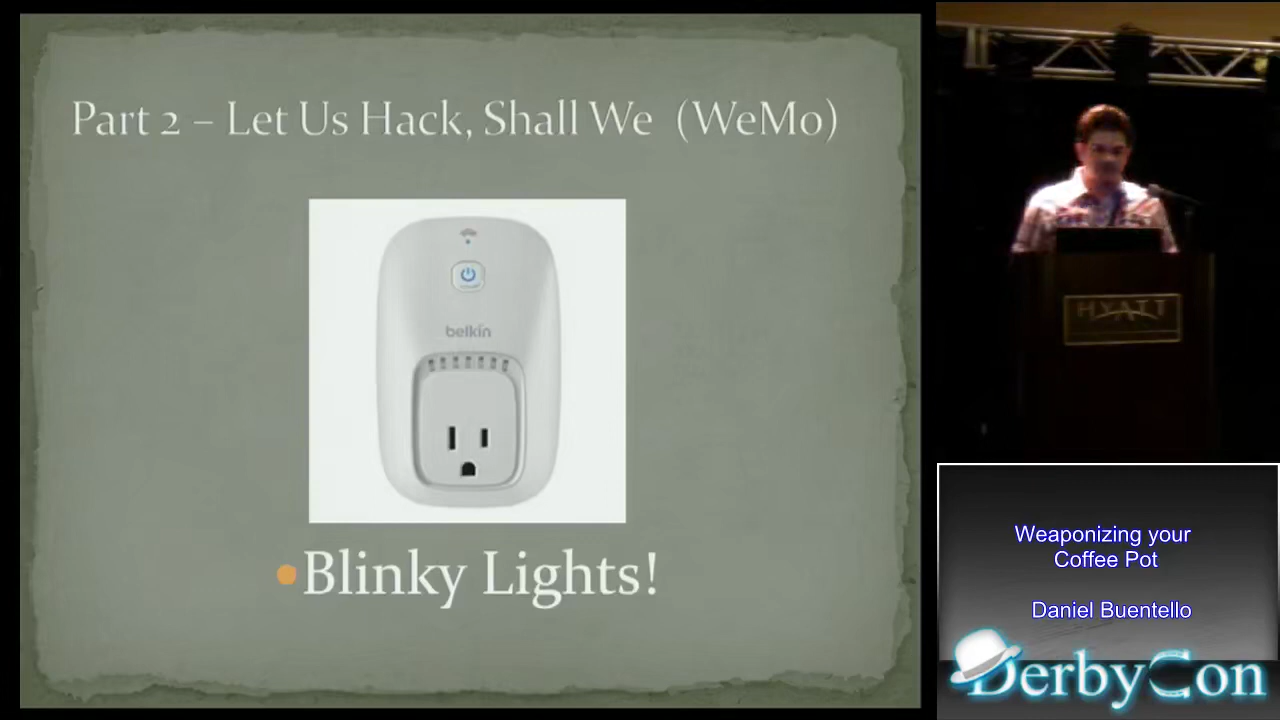 Part 2 – Let Us Hack, Shall We (WeMo)
belkin
•Blinky Lights!
HYATT
Weaponizing your
Coffee Pot
Daniel Buentello
DerbyCon